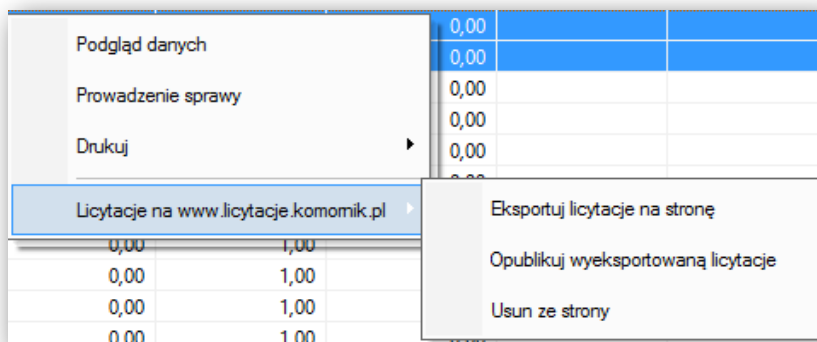 0,00
Podgląd danych
0,00
Prowadzenie sprawy
0,00
0,00
Drukuj
0,00
Licytacje na www.licytacje.komornik.pl
Eksportuj licytacje na stronę
0,00 1,00
Opublikuj wyeksportowaną licytacje
0,00 1,00
0,00 1,00
Usun ze strony
0,00 1,00